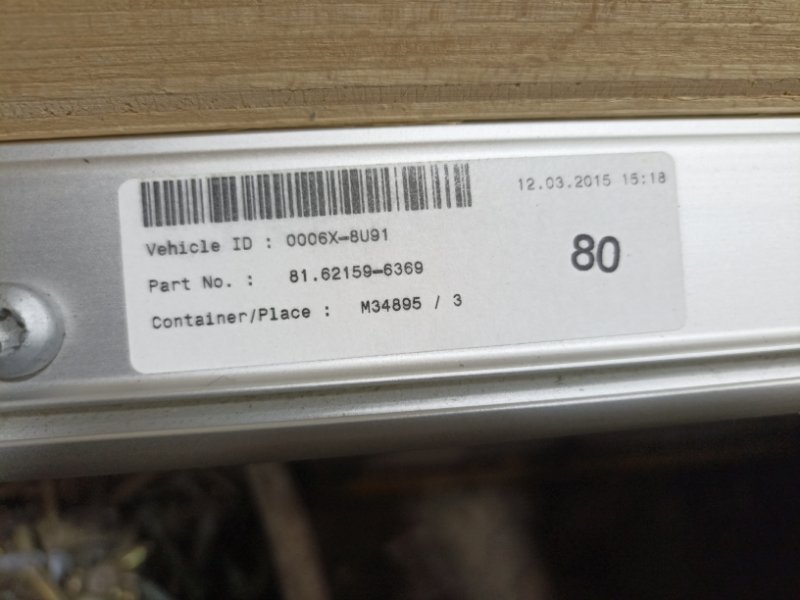 12.03.2015 15:18
Vehicle ID : 0006X-8U91
80
Part No. : 81.62159-6369
Container/Place : M34895 / 3